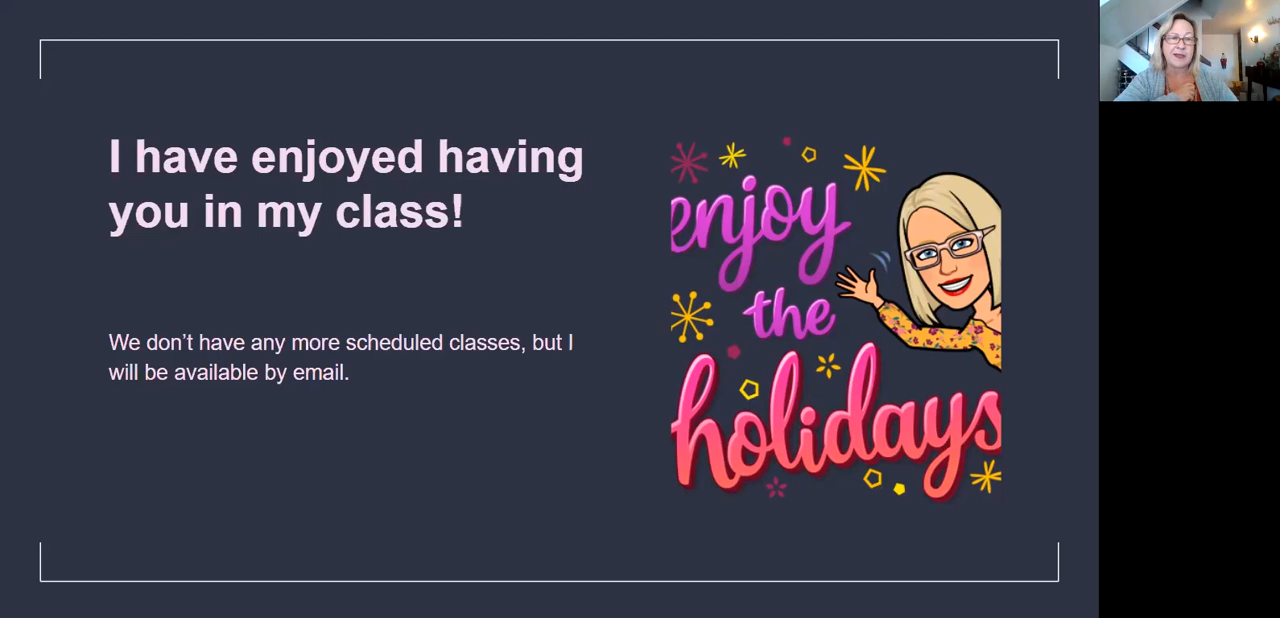 I have enjoyed having
you in my class!
We don’t have any more scheduled classes, but I
will be available by email.
enjoy
the
holidays